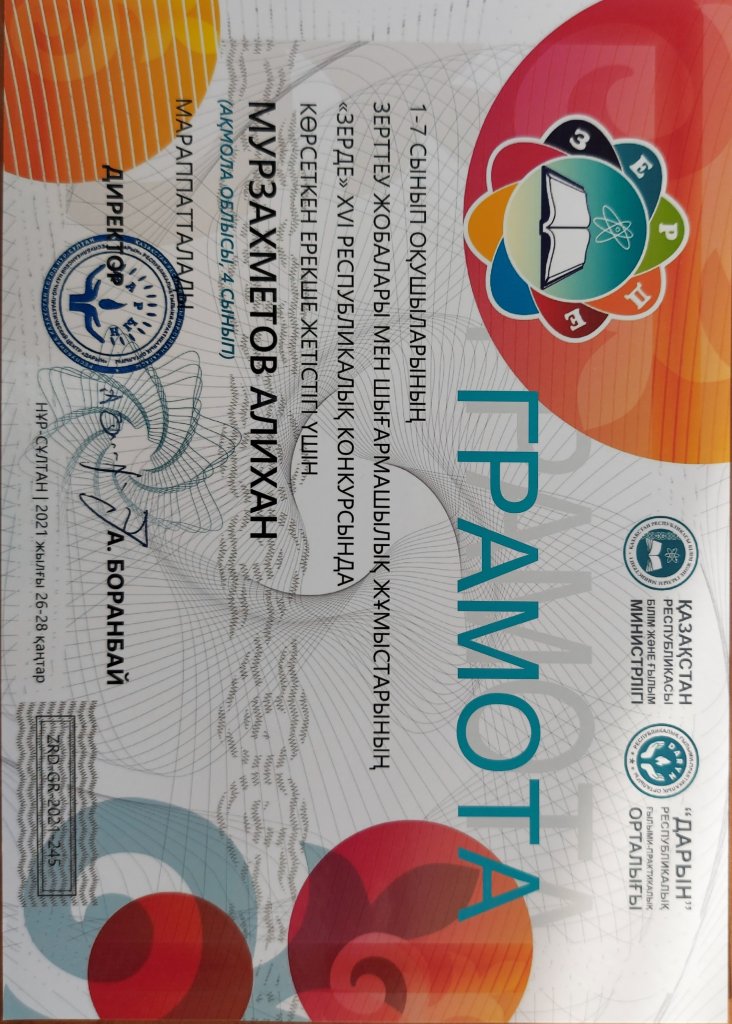 ЗЕРДЕ
ҚАЗАҚСТАН
РЕСПУБЛИКАСЫ
БІЛІМ ЖӘНЕ ҒЫЛЫМ
МИНИСТРЛІГІ
"ДАРЫН"
РЕСПУБЛИКАЛЫҚ
ҒЫЛЫМИ-ПРАКТИКАЛЫҚ
ОРТАЛЫҒЫ
ГРАМОТА
1-7 СЫНЫП ОҚУШЫЛАРЫНЫҢ
ЗЕРТТЕУ ЖОБАЛАРЫ МЕН ШЫҒАРМАШЫЛЫҚ ЖҰМЫСТАРЫНЫҢ
«ЗЕРДЕ» XVI РЕСПУБЛИКАЛЫҚ КОНКУРСЫНДА
КӨРСЕТКЕН ЕРЕКШЕ ЖЕТІСТІГІ ҮШІН
МУРЗАХМЕТОВ АЛИХАН
(АҚМОЛА ОБЛЫСЫ, 4 СЫНЫП)
МАРАППАТТАЛАДЫ
ДИРЕКТОР
А. БОРАНБАЙ
НҰР-СҰЛТАН | 2021 жылғы 26-28 қаңтар
ZRD-GR-2021-245